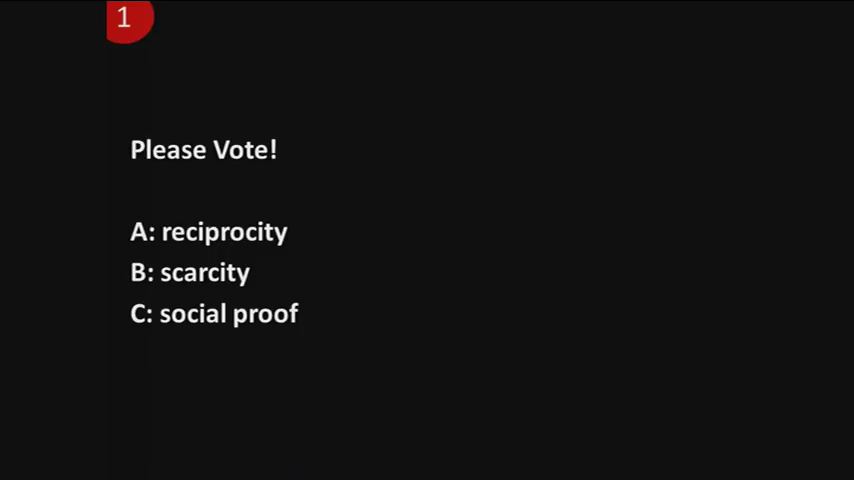 1
Please Vote!
A: reciprocity
B: scarcity
C: social proof